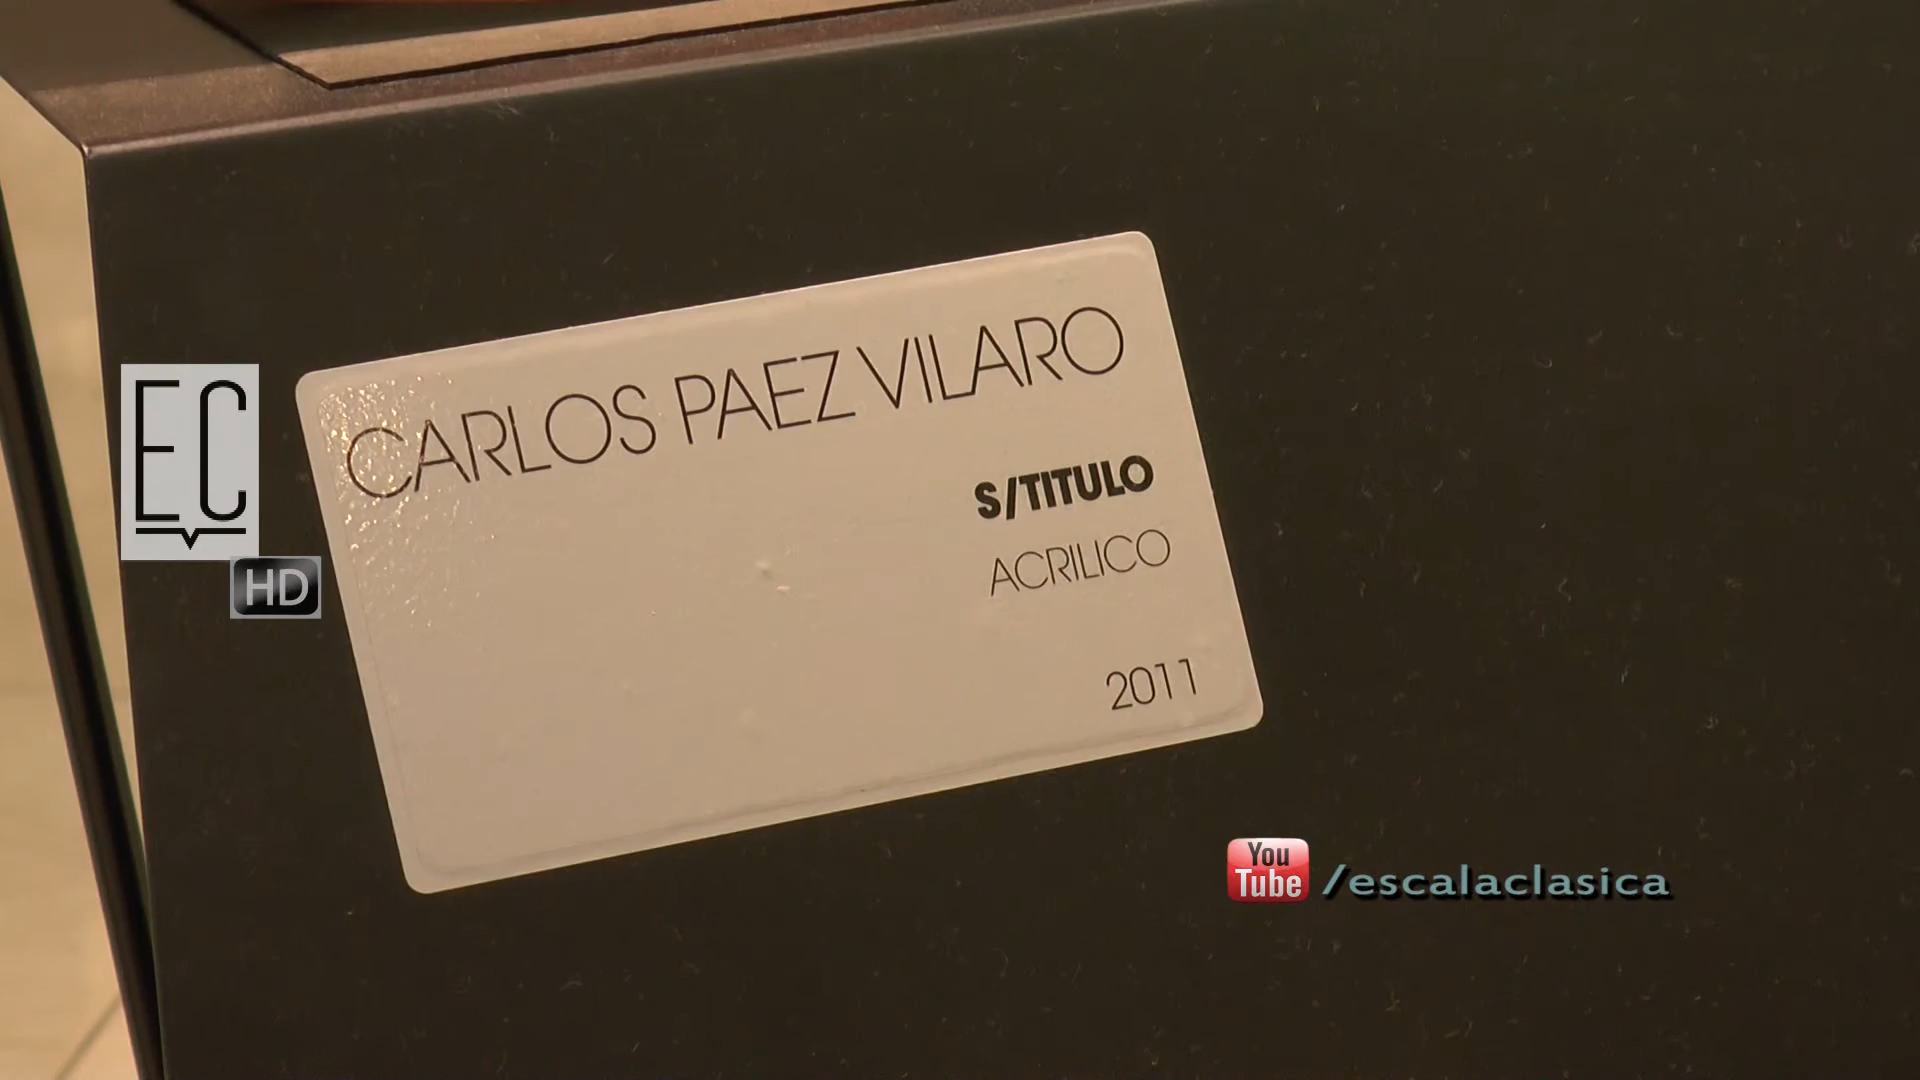 CARLOS PAEZ VILARO
S/TITULO
ACRILICO
2011
EC
HD
You
Tube
/escalaclasica